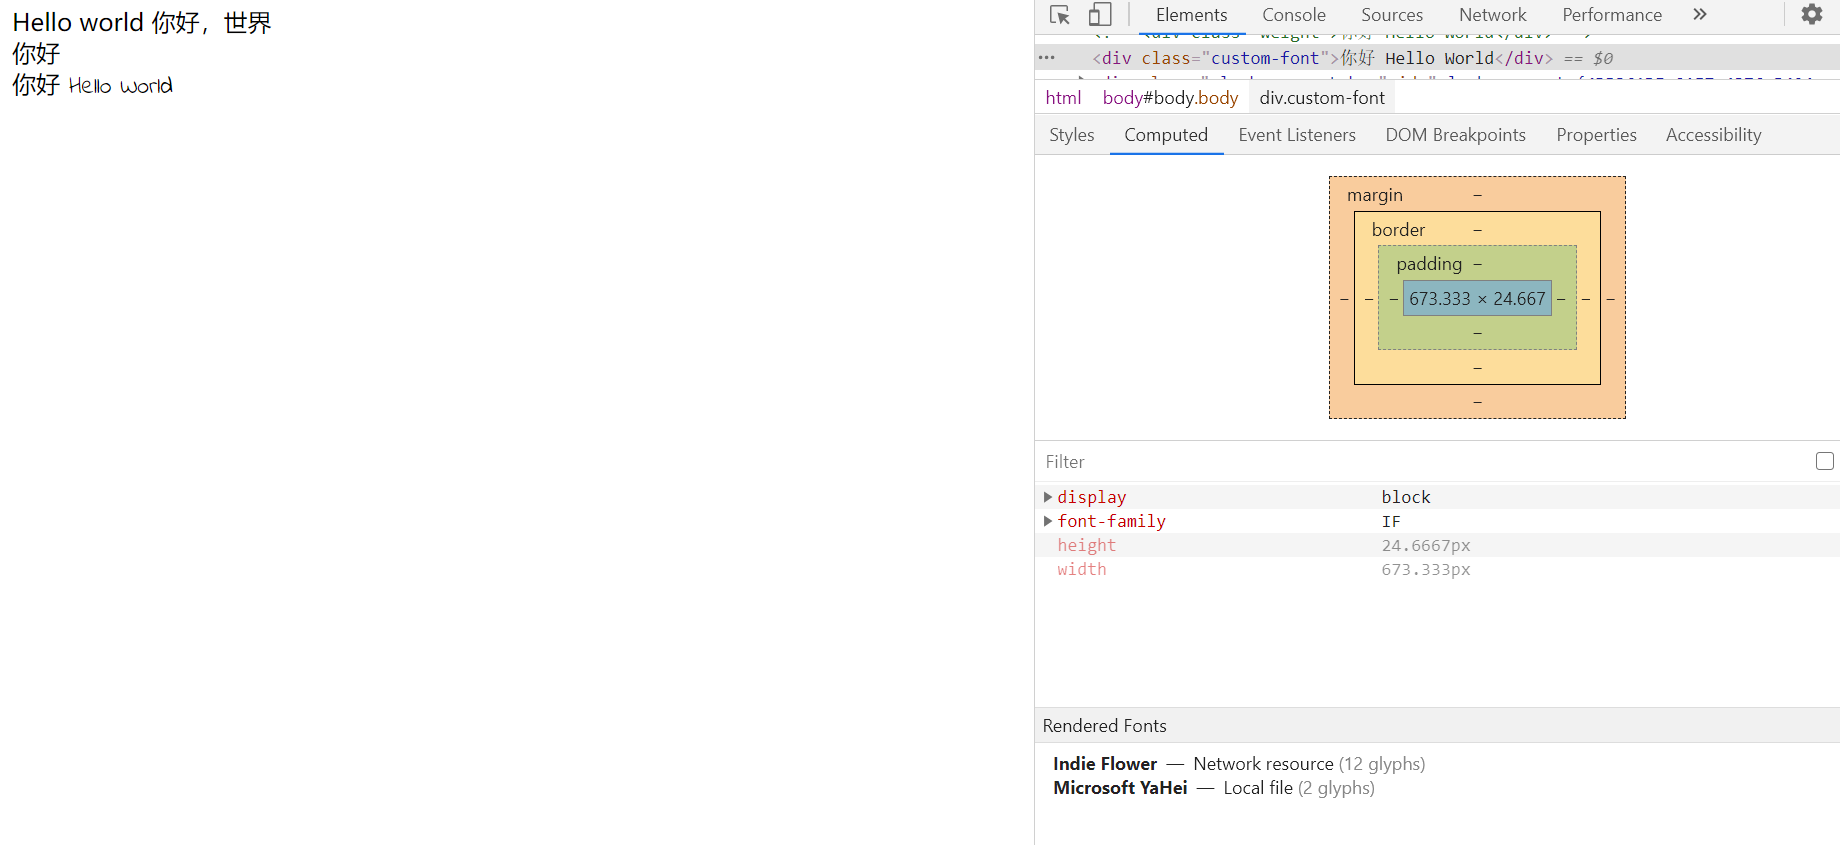 Hello world 你好，世界
你好
你好 Hello World
Elements Console Sources Network Performance »
··· <div class="custom-font">你好 Hello World</div> == $0
html body#body.body div.custom-font
Styles Computed Event Listeners DOM Breakpoints Properties Accessibility
margin –
border –
padding –
– – – 673.333 × 24.667 – – –
–
–
–
Filter
display block
font-family IF
height 24.6667px
width 673.333px
Rendered Fonts
Indie Flower — Network resource (12 glyphs)
Microsoft YaHei — Local file (2 glyphs)